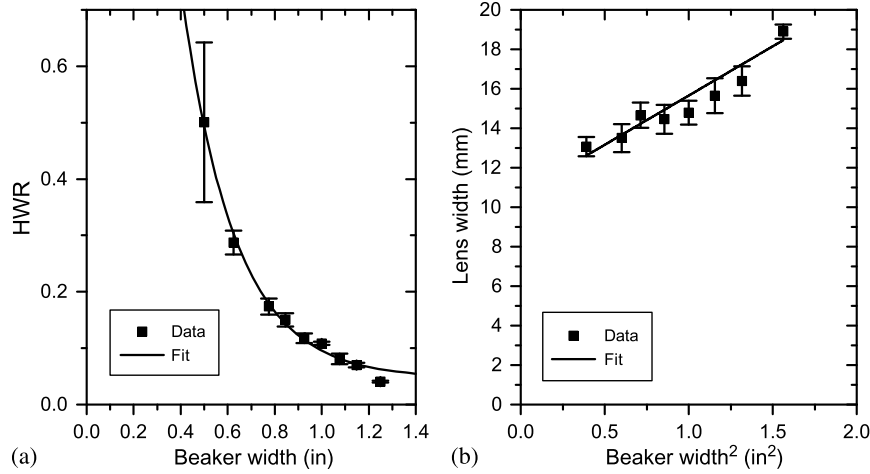 HWR
0.6
0.4
0.2
0.0
Data
Fit
0.0 0.2 0.4 0.6 0.8 1.0 1.2 1.4
(a) Beaker width (in)
Lens width (mm)
20
18
16
14
12
10
8
6
4
2
0
Data
Fit
0.0 0.5 1.0 1.5 2.0
(b) Beaker width² (in²)